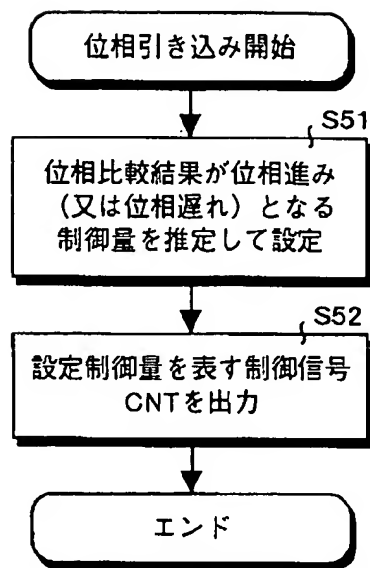 位相引き込み開始
S51
位相比較結果が位相進み
（又は位相遅れ）となる
制御量を推定して設定
S52
設定制御量を表す制御信号
CNTを出力
エンド